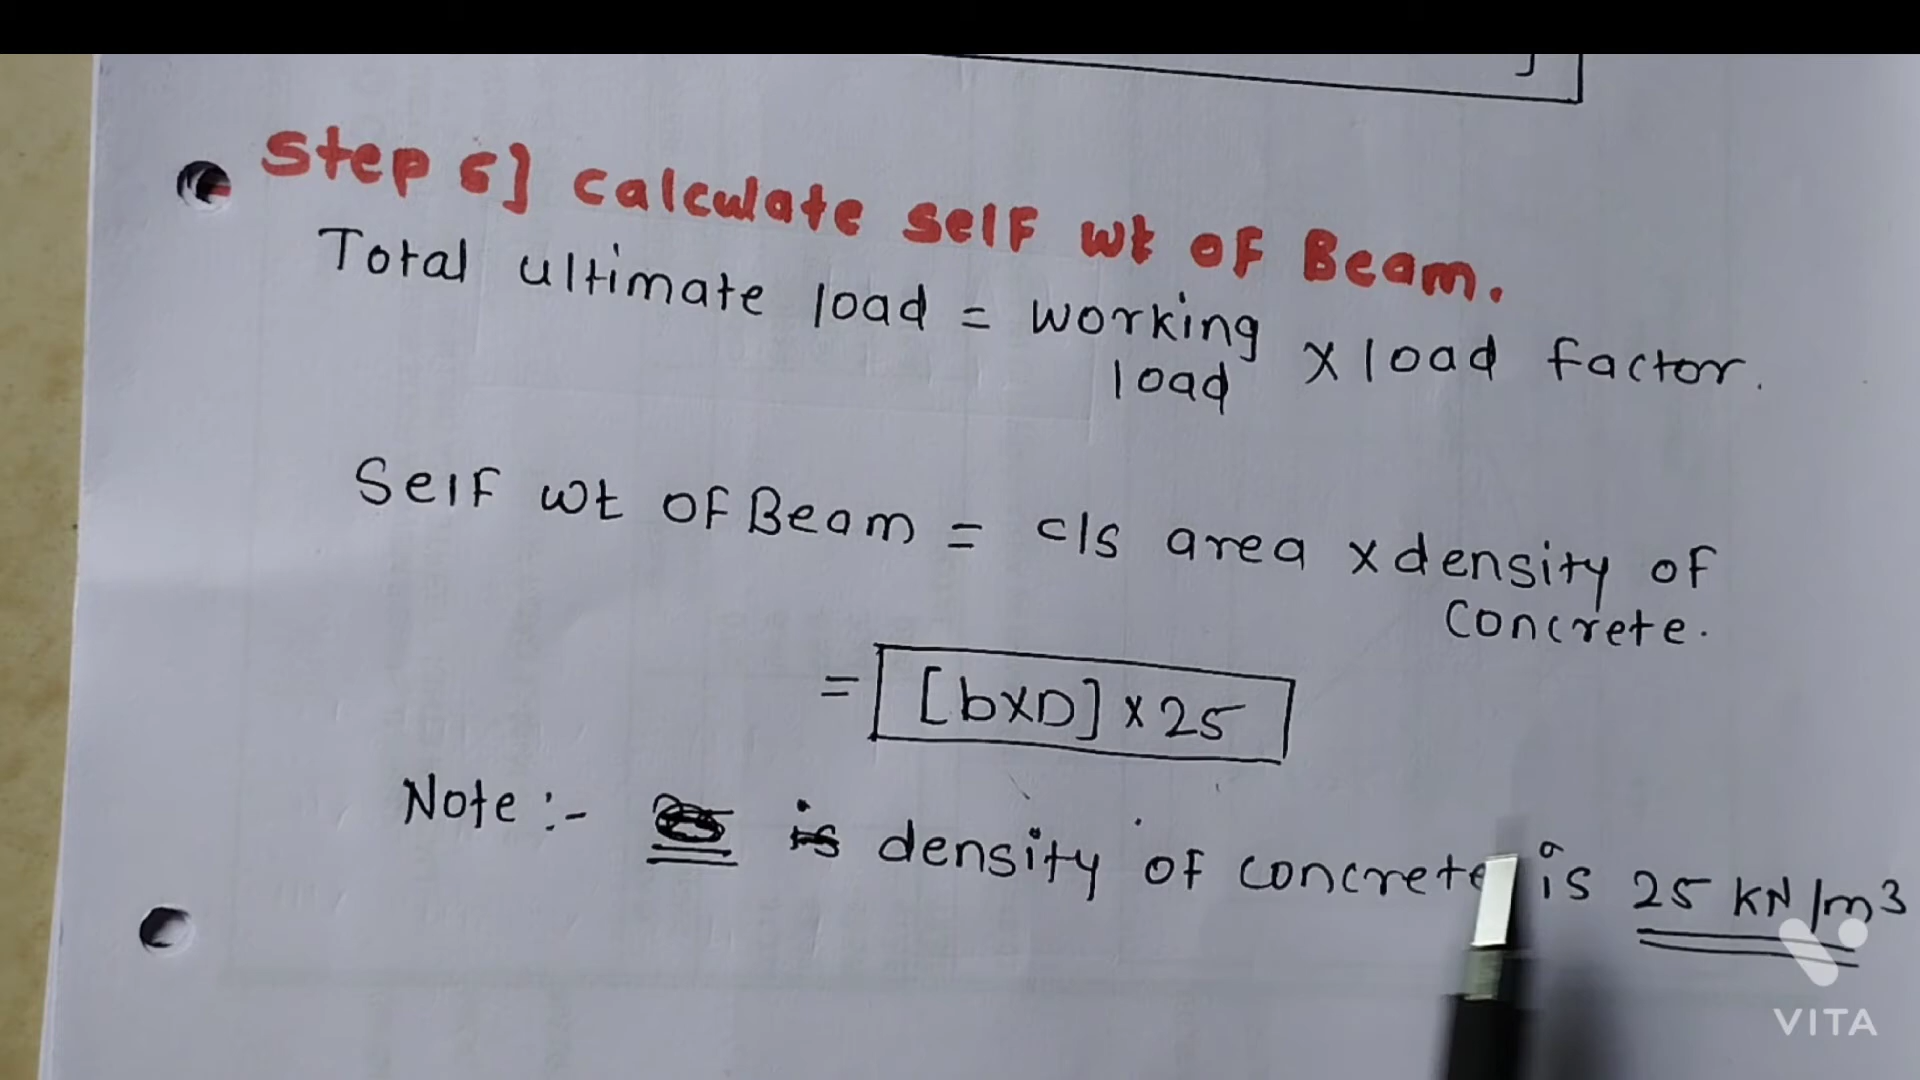 Step 6] calculate self wt of Beam.
Total ultimate load = working load x load factor.
Self wt of Beam = c/s area x density of concrete.
= [bxD] x 25
Note :- is density of concrete is 25 kN/m3
VITA